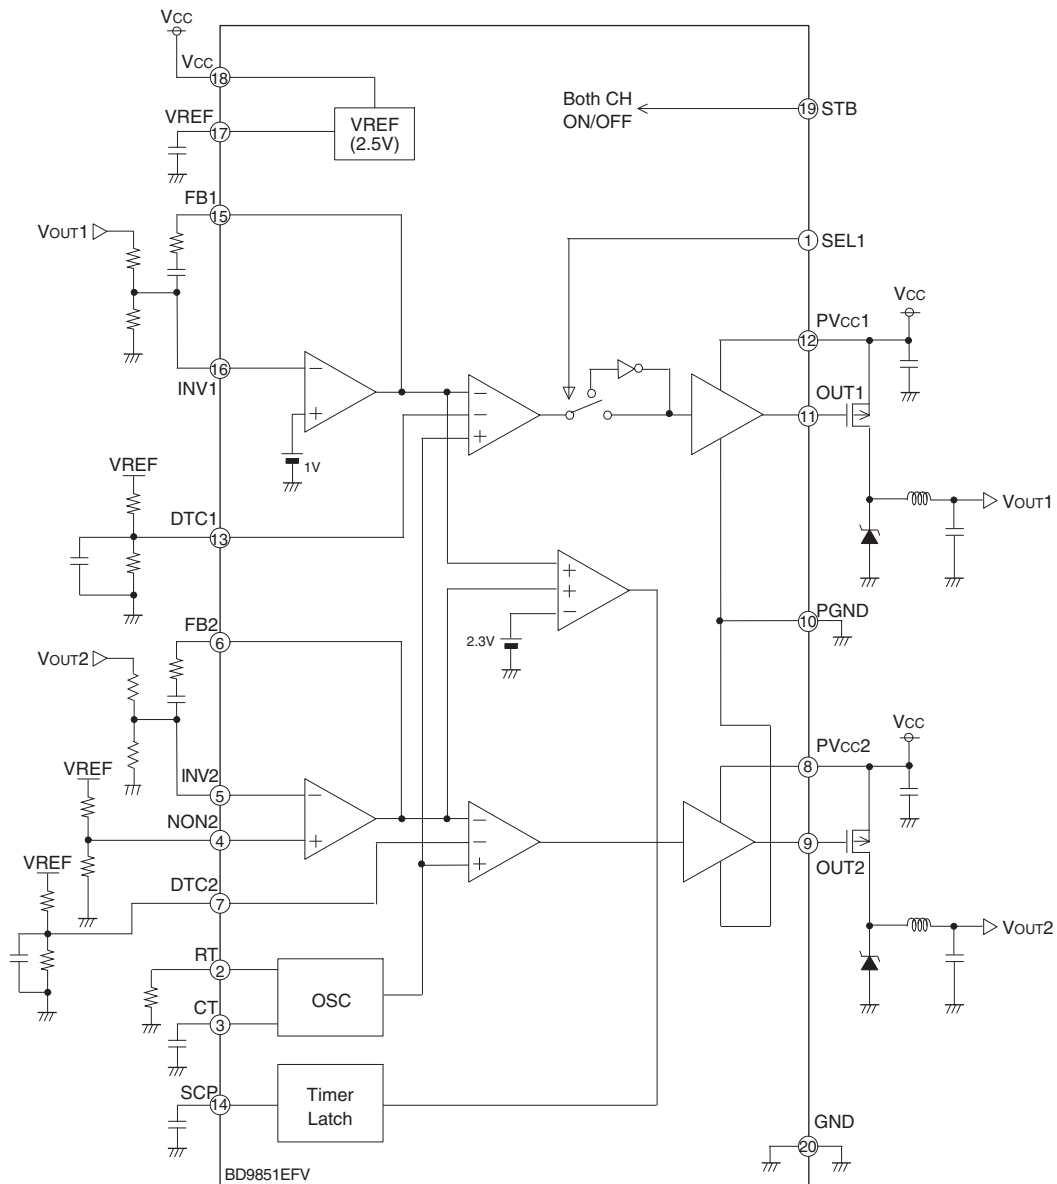 VCC
VCC
18
VREF
17
VREF
(2.5V)
Both CH
ON/OFF
19
STB
FB1
15
VOUT1
1
SEL1
VCC
PVCC1
12
16
INV1
−
+
1V
−
−
+
OUT1
11
VREF
DTC1
13
VOUT1
+
+
−
2.3V
PGND
10
FB2
6
VOUT2
VCC
PVCC2
8
VREF
INV2
5
NON2
4
−
+
−
−
+
9
OUT2
VREF
DTC2
7
VOUT2
RT
2
CT
3
OSC
SCP
14
Timer
Latch
GND
20
BD9851EFV